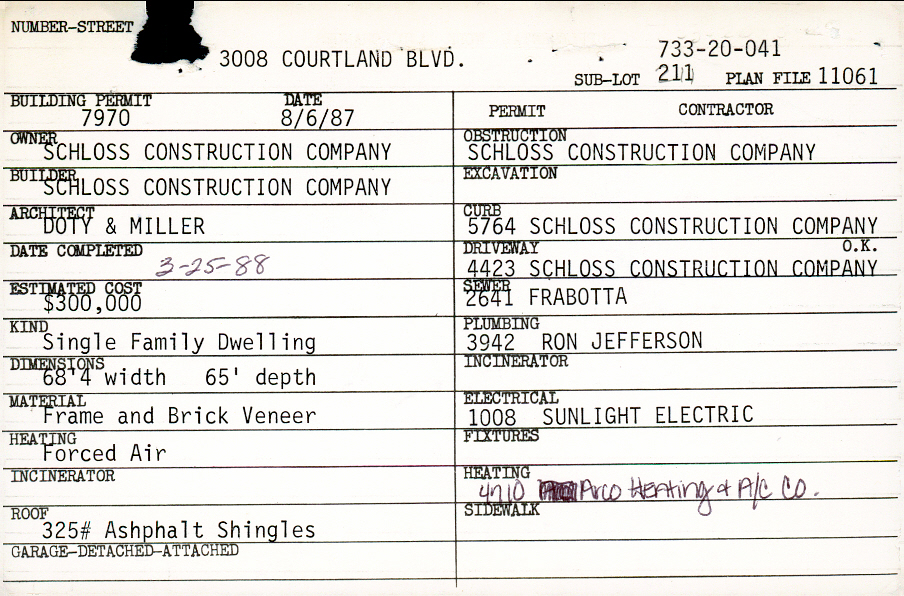 NUMBER-STREET
3008 COURTLAND BLVD.
733-20-041
SUB-LOT 211 PLAN FILE 11061
BUILDING PERMIT DATE
7970 8/6/87
PERMIT CONTRACTOR
OWNER
SCHLOSS CONSTRUCTION COMPANY
OBSTRUCTION
SCHLOSS CONSTRUCTION COMPANY
BUILDER
SCHLOSS CONSTRUCTION COMPANY
EXCAVATION
ARCHITECT
DOTY & MILLER
CURB
5764 SCHLOSS CONSTRUCTION COMPANY
DATE COMPLETED
3-25-88
DRIVEWAY O.K.
4423 SCHLOSS CONSTRUCTION COMPANY
ESTIMATED COST
$300,000
SEWER
2641 FRABOTTA
KIND
Single Family Dwelling
PLUMBING
3942 RON JEFFERSON
DIMENSIONS
68'4 width 65' depth
INCINERATOR
MATERIAL
Frame and Brick Veneer
ELECTRICAL
1008 SUNLIGHT ELECTRIC
HEATING
Forced Air
FIXTURES
INCINERATOR
HEATING
4710 Arco Heating & A/C Co.
ROOF
325# Ashphalt Shingles
SIDEWALK
GARAGE-DETACHED-ATTACHED